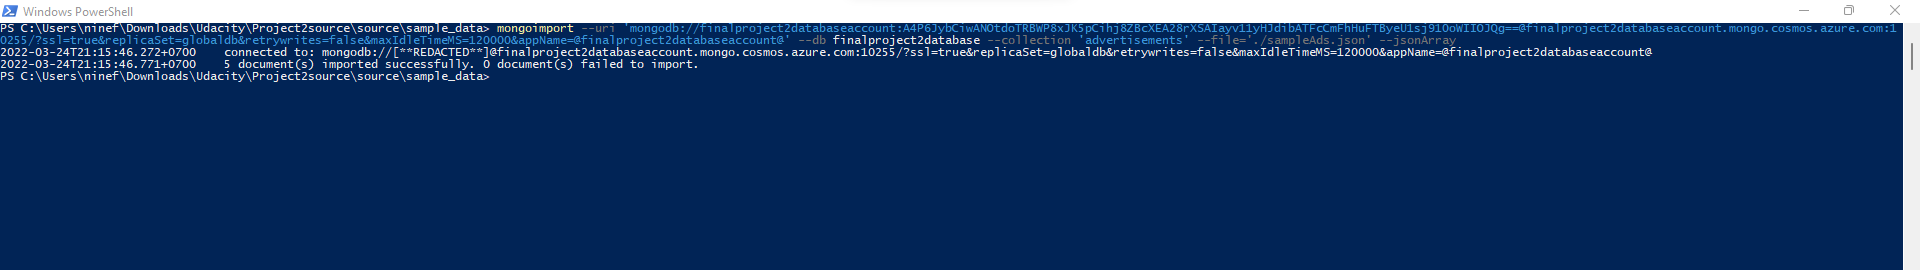 Windows PowerShell
PS C:\Users\ninef\Downloads\Udacity\Project2source\source\sample_data> mongoimport --uri 'mongodb://finalproject2databaseaccount:A4P6JybCiwANOtdoTRBWP8xJK5pCihj8ZBcXEA28rXSAIayv11yHJdibATFcCmFhHuFTByeU1sj91OoWIIOJQg==@finalproject2databaseaccount.mongo.cosmos.azure.com:1
0255/?ssl=true&replicaSet=globaldb&retrywrites=false&maxIdleTimeMS=120000&appName=@finalproject2databaseaccount@' --db finalproject2database --collection 'advertisements' --file='./sampleAds.json' --jsonArray
2022-03-24T21:15:46.272+0700    connected to: mongodb://[**REDACTED**]@finalproject2databaseaccount.mongo.cosmos.azure.com:10255/?ssl=true&replicaSet=globaldb&retrywrites=false&maxIdleTimeMS=120000&appName=@finalproject2databaseaccount@
2022-03-24T21:15:46.771+0700    5 document(s) imported successfully. 0 document(s) failed to import.
PS C:\Users\ninef\Downloads\Udacity\Project2source\source\sample_data>